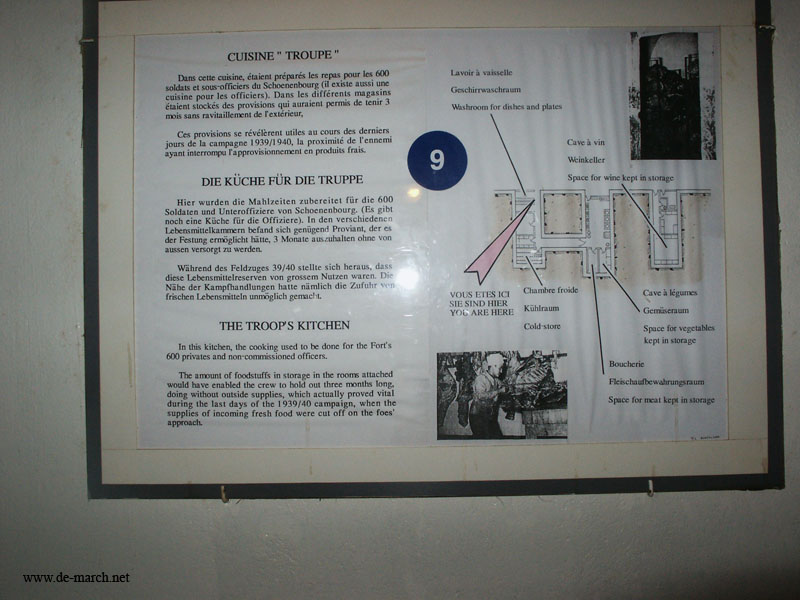 CUISINE " TROUPE "
Dans cette cuisine, étaient préparés les repas pour les 600
soldats et sous-officiers du Schoenenbourg (il existe aussi une
cuisine pour les officiers). Dans les différents magasins
étaient stockés des provisions qui auraient permis de tenir 3
mois sans ravitaillement de l'extérieur,
Ces provisions se révélèrent utiles au cours des derniers
jours de la campagne 1939/1940, la proximité de l'ennemi
ayant interrompu l'approvisionnement en produits frais.
DIE KÜCHE FÜR DIE TRUPPE
Hier wurden die Mahlzeiten zubereitet für die 600
Soldaten und Unteroffiziere von Schoenenbourg. (Es gibt
noch eine Küche für die Offiziere). In den verschiedenen
Lebensmittelkammern befand sich genügend Proviant, der es
der Festung ermöglicht hätte, 3 Monate auszuhalten ohne von
aussen versorgt zu werden.
Während des Feldzuges 39/40 stellte sich heraus, dass
diese Lebensmittelreserven von grossem Nutzen waren. Die
Nähe der Kampfhandlungen hatte nämlich die Zufuhr von
frischen Lebensmitteln unmöglich gemacht.
THE TROOP'S KITCHEN
In this kitchen, the cooking used to be done for the Fort's
600 privates and non-commissioned officers.
The amount of foodstuffs in storage in the rooms attached
would have enabled the crew to hold out three months long,
doing without outside supplies, which actually proved vital
during the last days of the 1939/40 campaign, when the
supplies of incoming fresh food were cut off on the foes'
approach.
9
Lavoir à vaisselle
Geschirrwaschraum
Washroom for dishes and plates
Cave à vin
Weinkeller
Space for wine kept in storage
VOUS ETES ICI
SIE SIND HIER
YOU ARE HERE
Chambre froide
Kühlraum
Cold-store
Cave à légumes
Gemüseraum
Space for vegetables
kept in storage
Boucherie
Fleischaufbewahrungsraum
Space for meat kept in storage
www.de-march.net